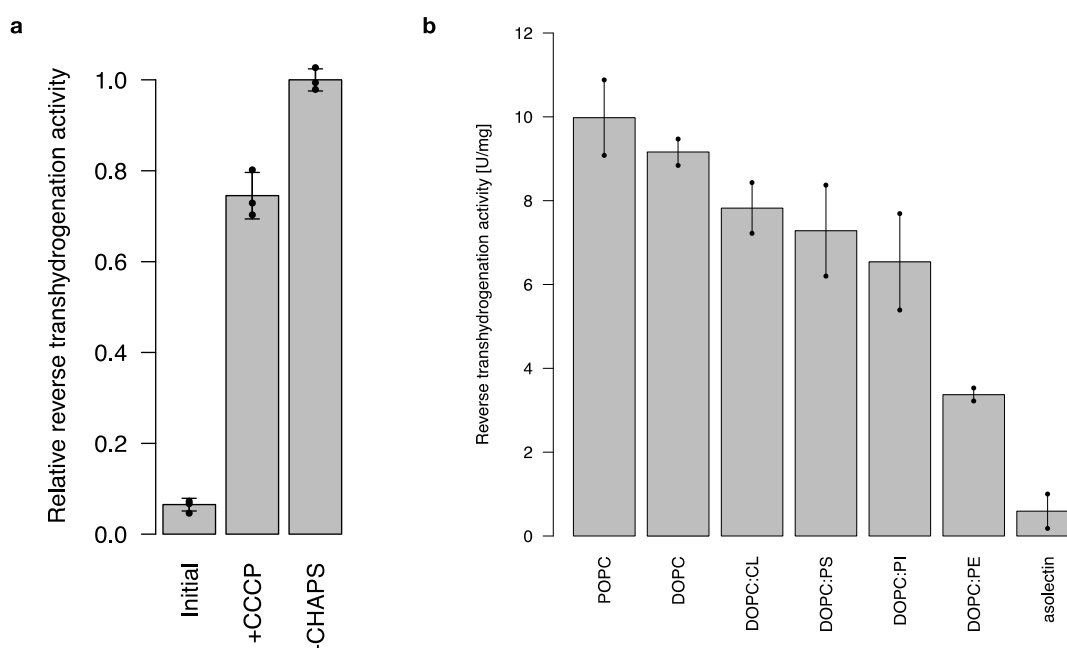 a
Relative reverse transhydrogenation activity
1.0
0.8
0.6
0.4
0.2
0.0
Initial
+CCCP
-CHAPS
b
Reverse transhydrogenation activity [U/mg]
12
10
8
6
4
2
0
POPC
DOPC
DOPC:CL
DOPC:PS
DOPC:PI
DOPC:PE
asolectin